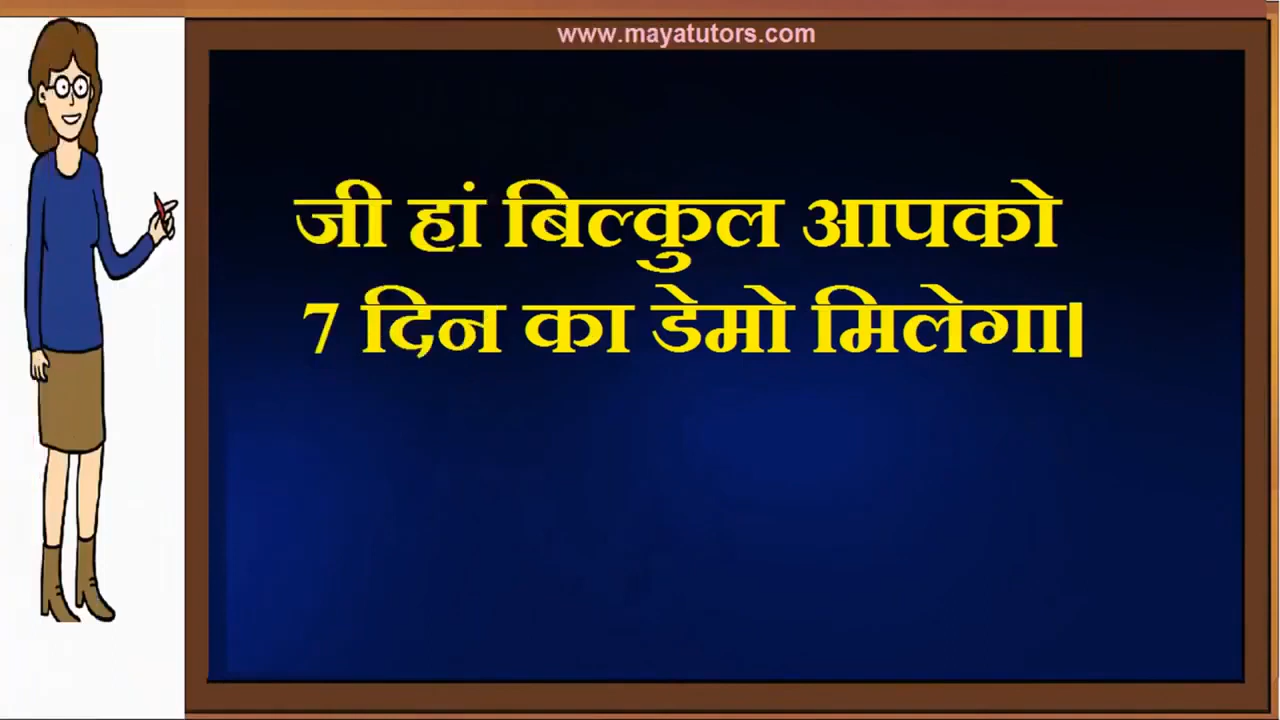 www.mayatutors.com
जी हां बिल्कुल आपको
7 दिन का डेमो मिलेगा।